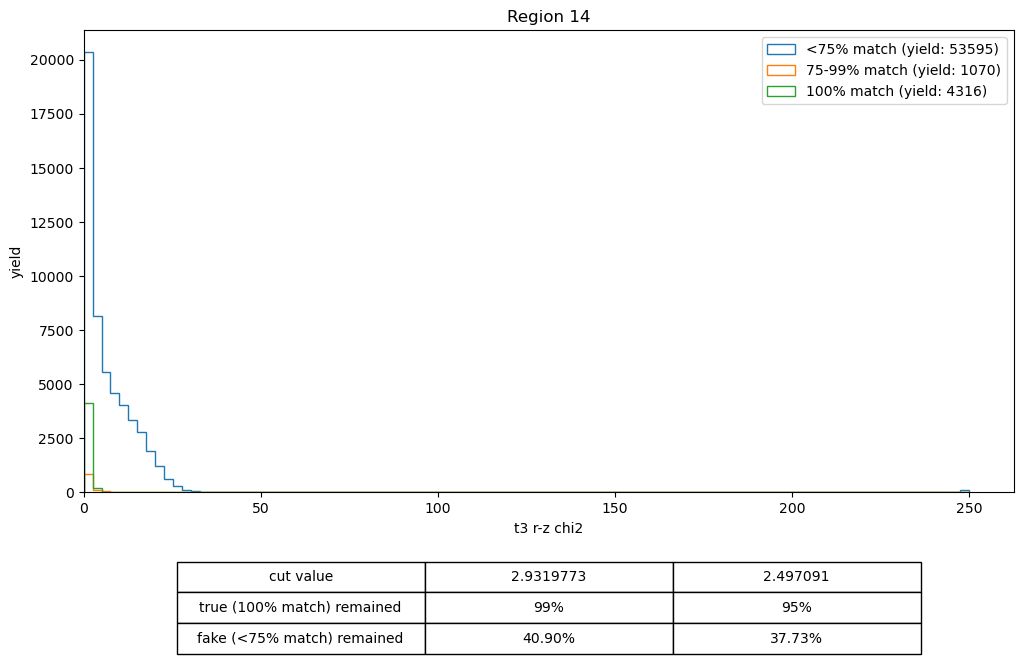 Region 14
<75% match (yield: 53595)
75-99% match (yield: 1070)
100% match (yield: 4316)
20000
17500
15000
12500
10000
7500
5000
2500
0
yield
0 50 100 150 200 250
t3 r-z chi2
cut value 2.9319773 2.497091
true (100% match) remained 99% 95%
fake (<75% match) remained 40.90% 37.73%